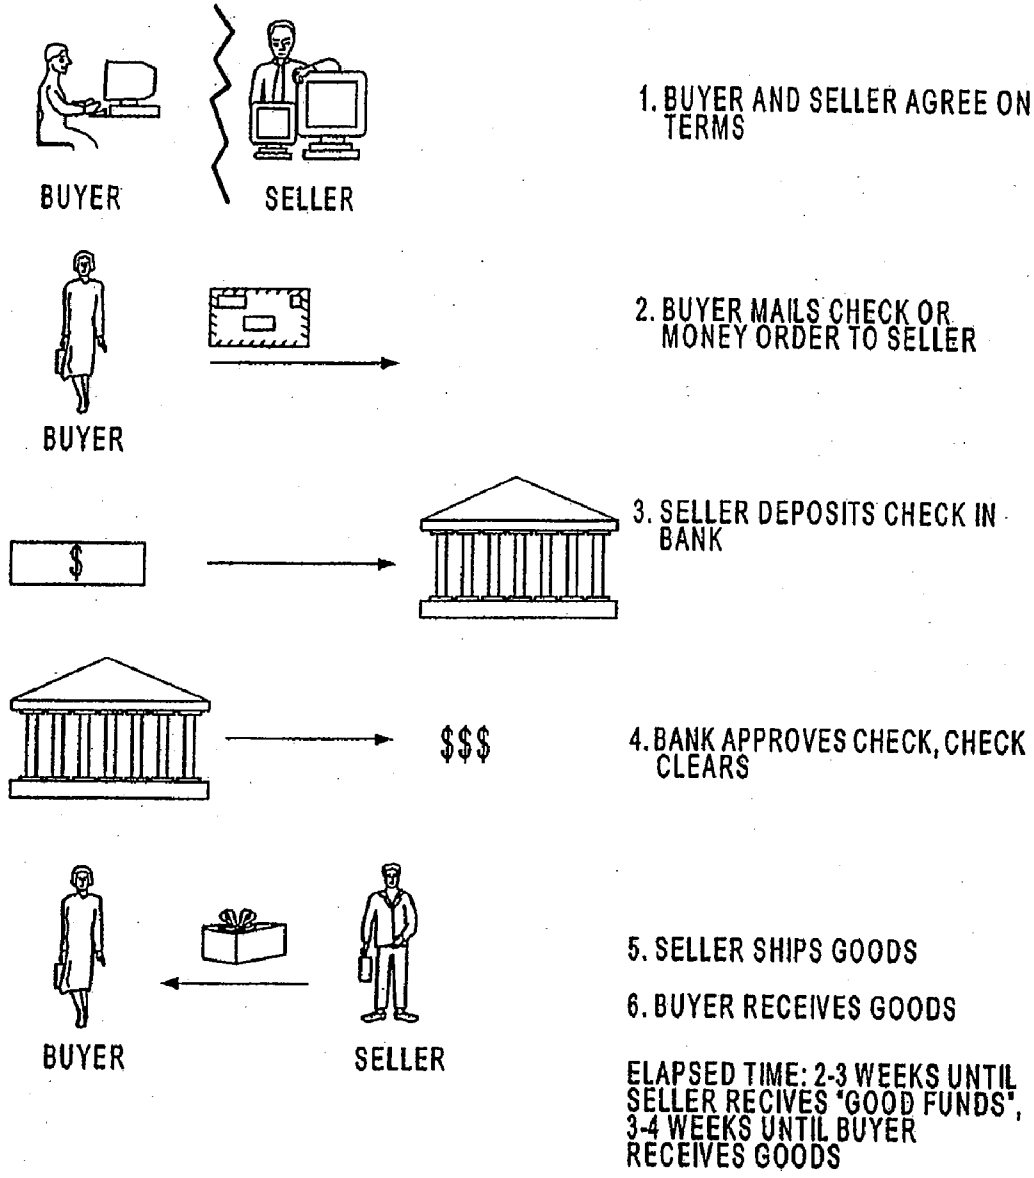 1. BUYER AND SELLER AGREE ON
TERMS
BUYER
SELLER
2. BUYER MAILS CHECK OR
MONEY ORDER TO SELLER
BUYER
3. SELLER DEPOSITS CHECK IN
BANK
$
4. BANK APPROVES CHECK, CHECK
CLEARS
$$$
5. SELLER SHIPS GOODS
6. BUYER RECEIVES GOODS
BUYER
SELLER
ELAPSED TIME: 2-3 WEEKS UNTIL
SELLER RECIVES "GOOD FUNDS",
3-4 WEEKS UNTIL BUYER
RECEIVES GOODS